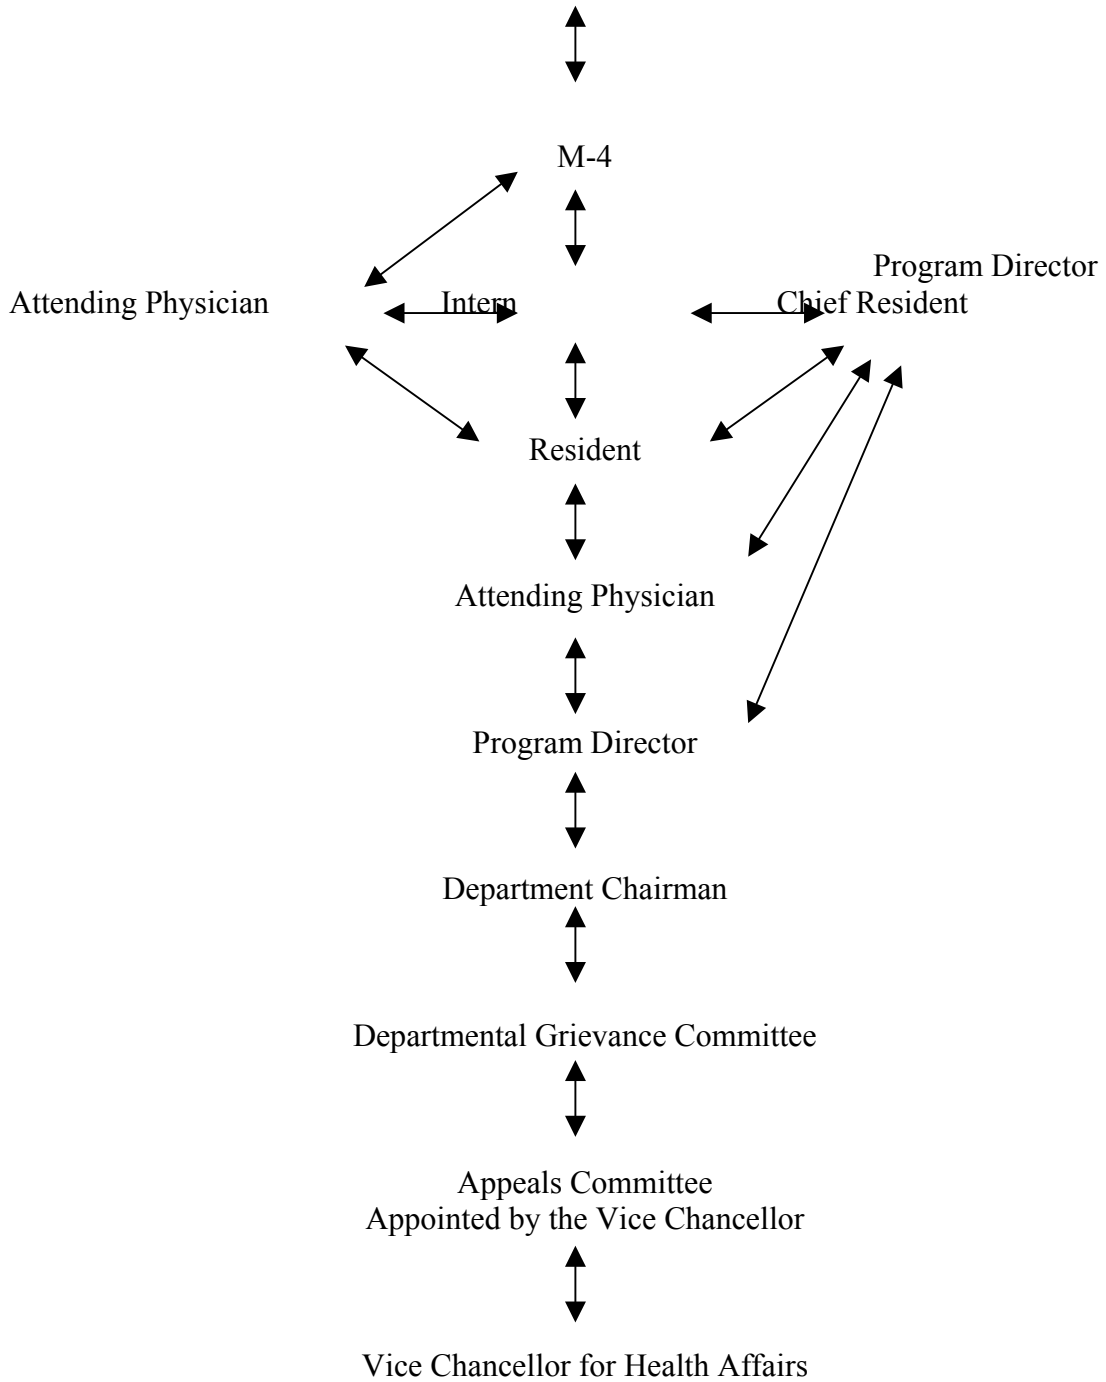 M-4
Program Director
Attending Physician Intern Chief Resident
Resident
Attending Physician
Program Director
Department Chairman
Departmental Grievance Committee
Appeals Committee
Appointed by the Vice Chancellor
Vice Chancellor for Health Affairs